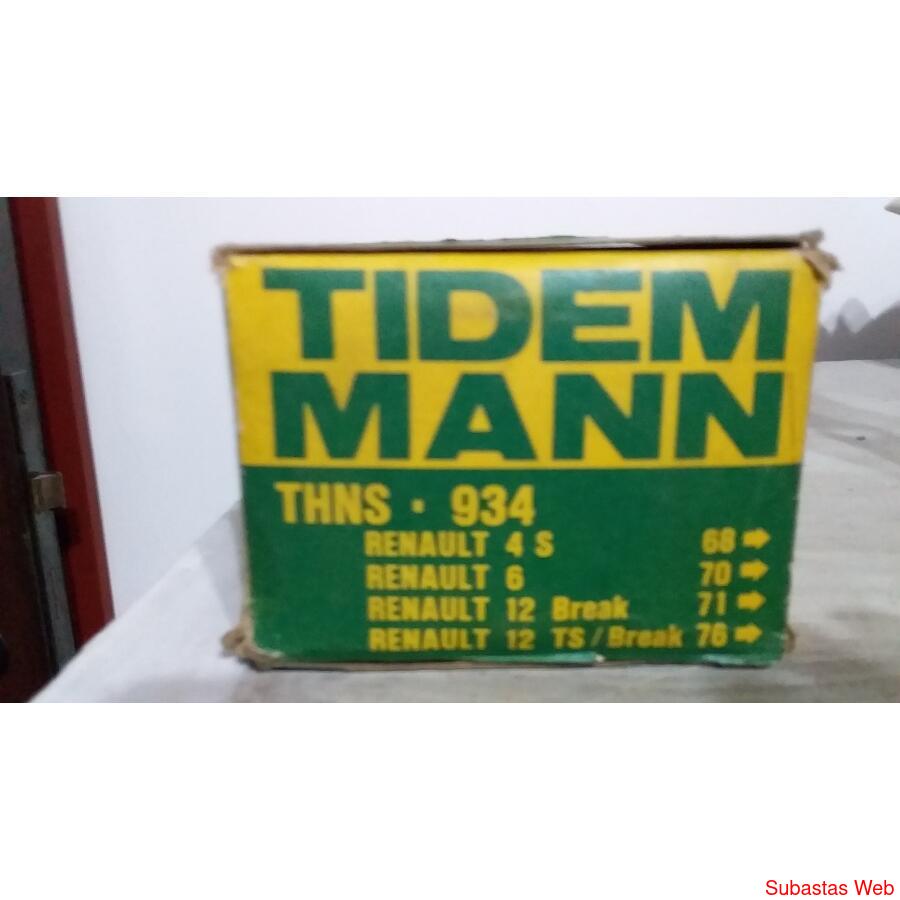 TIDEM
MANN
THNS · 934
RENAULT 4 S 68 ➡
RENAULT 6 70 ➡
RENAULT 12 Break 71 ➡
RENAULT 12 TS / Break 76 ➡
Subastas Web